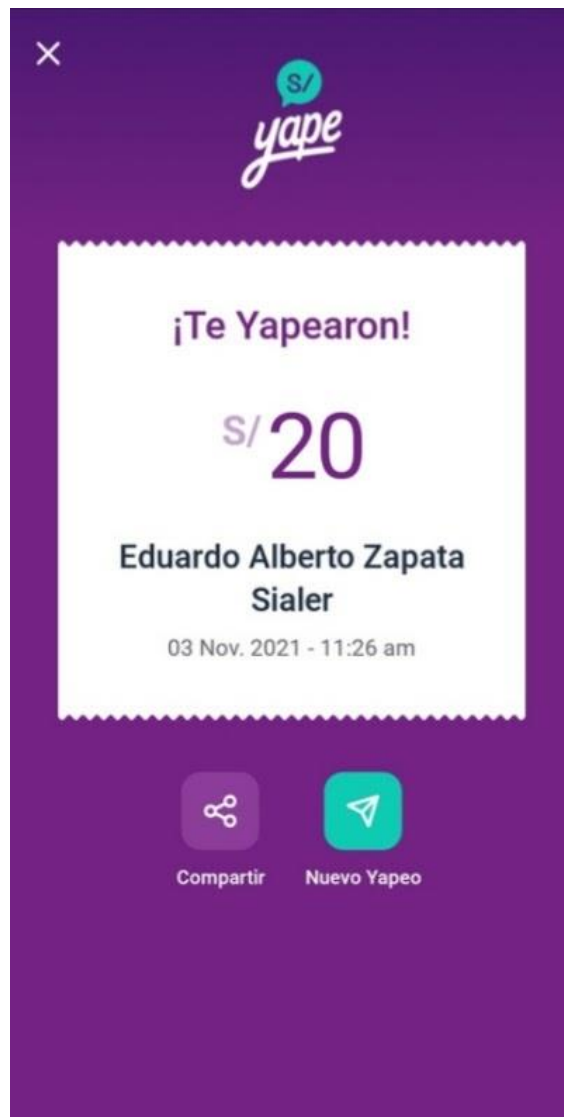 S/
yape
¡Te Yapearon!
S/ 20
Eduardo Alberto Zapata
Sialer
03 Nov. 2021 - 11:26 am
Compartir Nuevo Yapeo